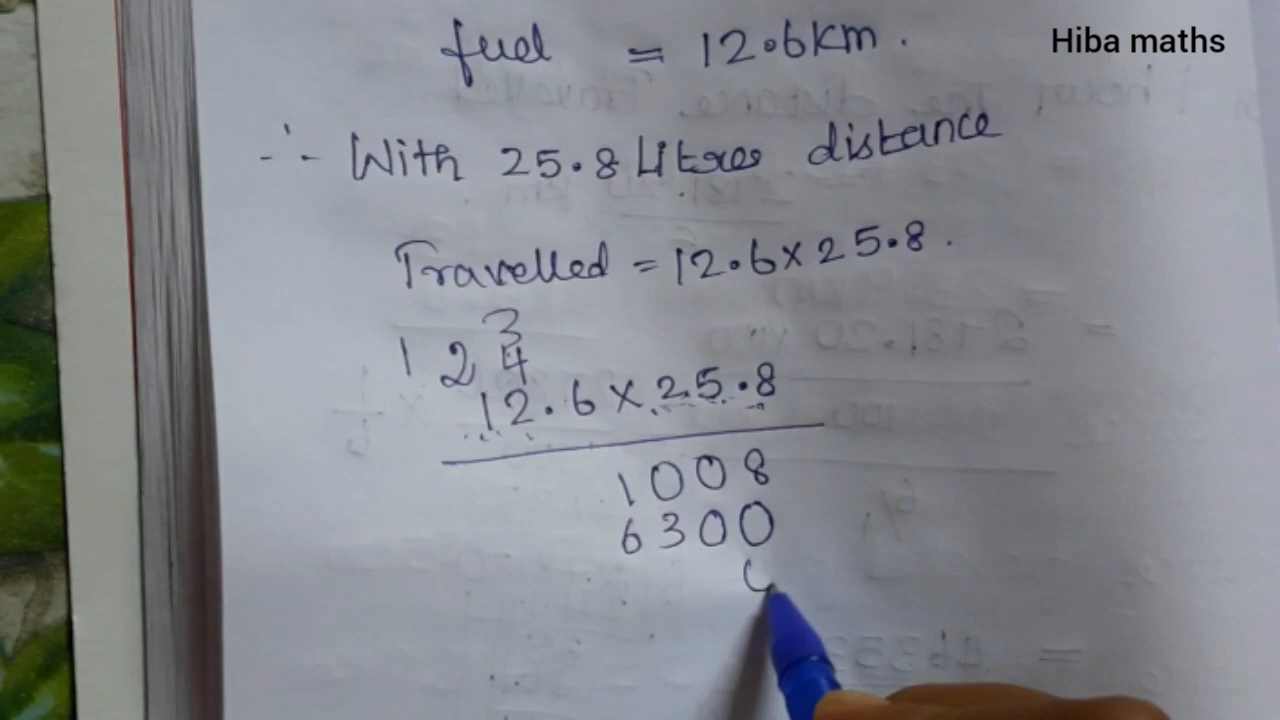 Hiba maths
fuel = 12.6km.
∴ With 25.8 Litres distance
Travelled = 12.6×25.8.
3
1 2 4
12.6×25.8
1008
6300